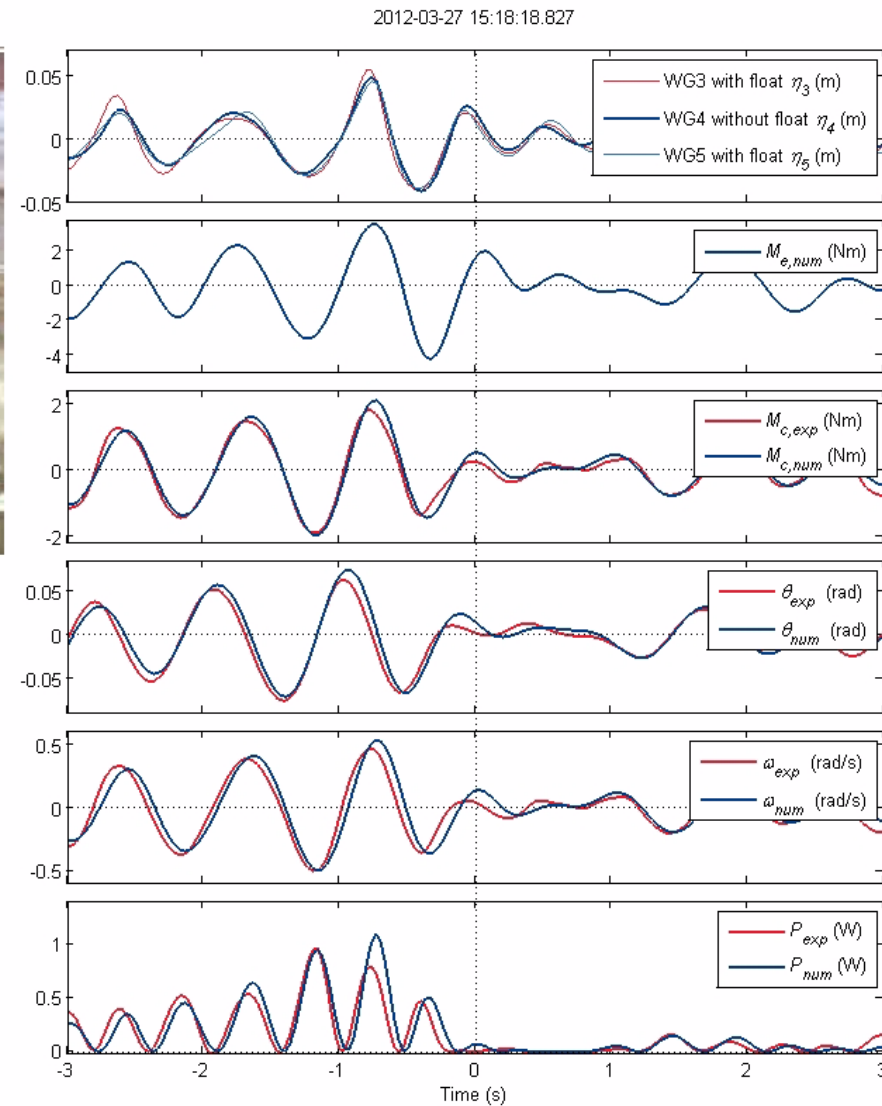 2012-03-27 15:18:18.827
0.05
0
-0.05
WG3 with float η3 (m)
WG4 without float η4 (m)
WG5 with float η5 (m)
2
0
-2
-4
Me,num (Nm)
2
0
-2
Mc,exp (Nm)
Mc,num (Nm)
0.05
0
-0.05
θexp (rad)
θnum (rad)
0.5
0
-0.5
ωexp (rad/s)
ωnum (rad/s)
1
0.5
0
Pexp (W)
Pnum (W)
-3 -2 -1 0 1 2 3
Time (s)